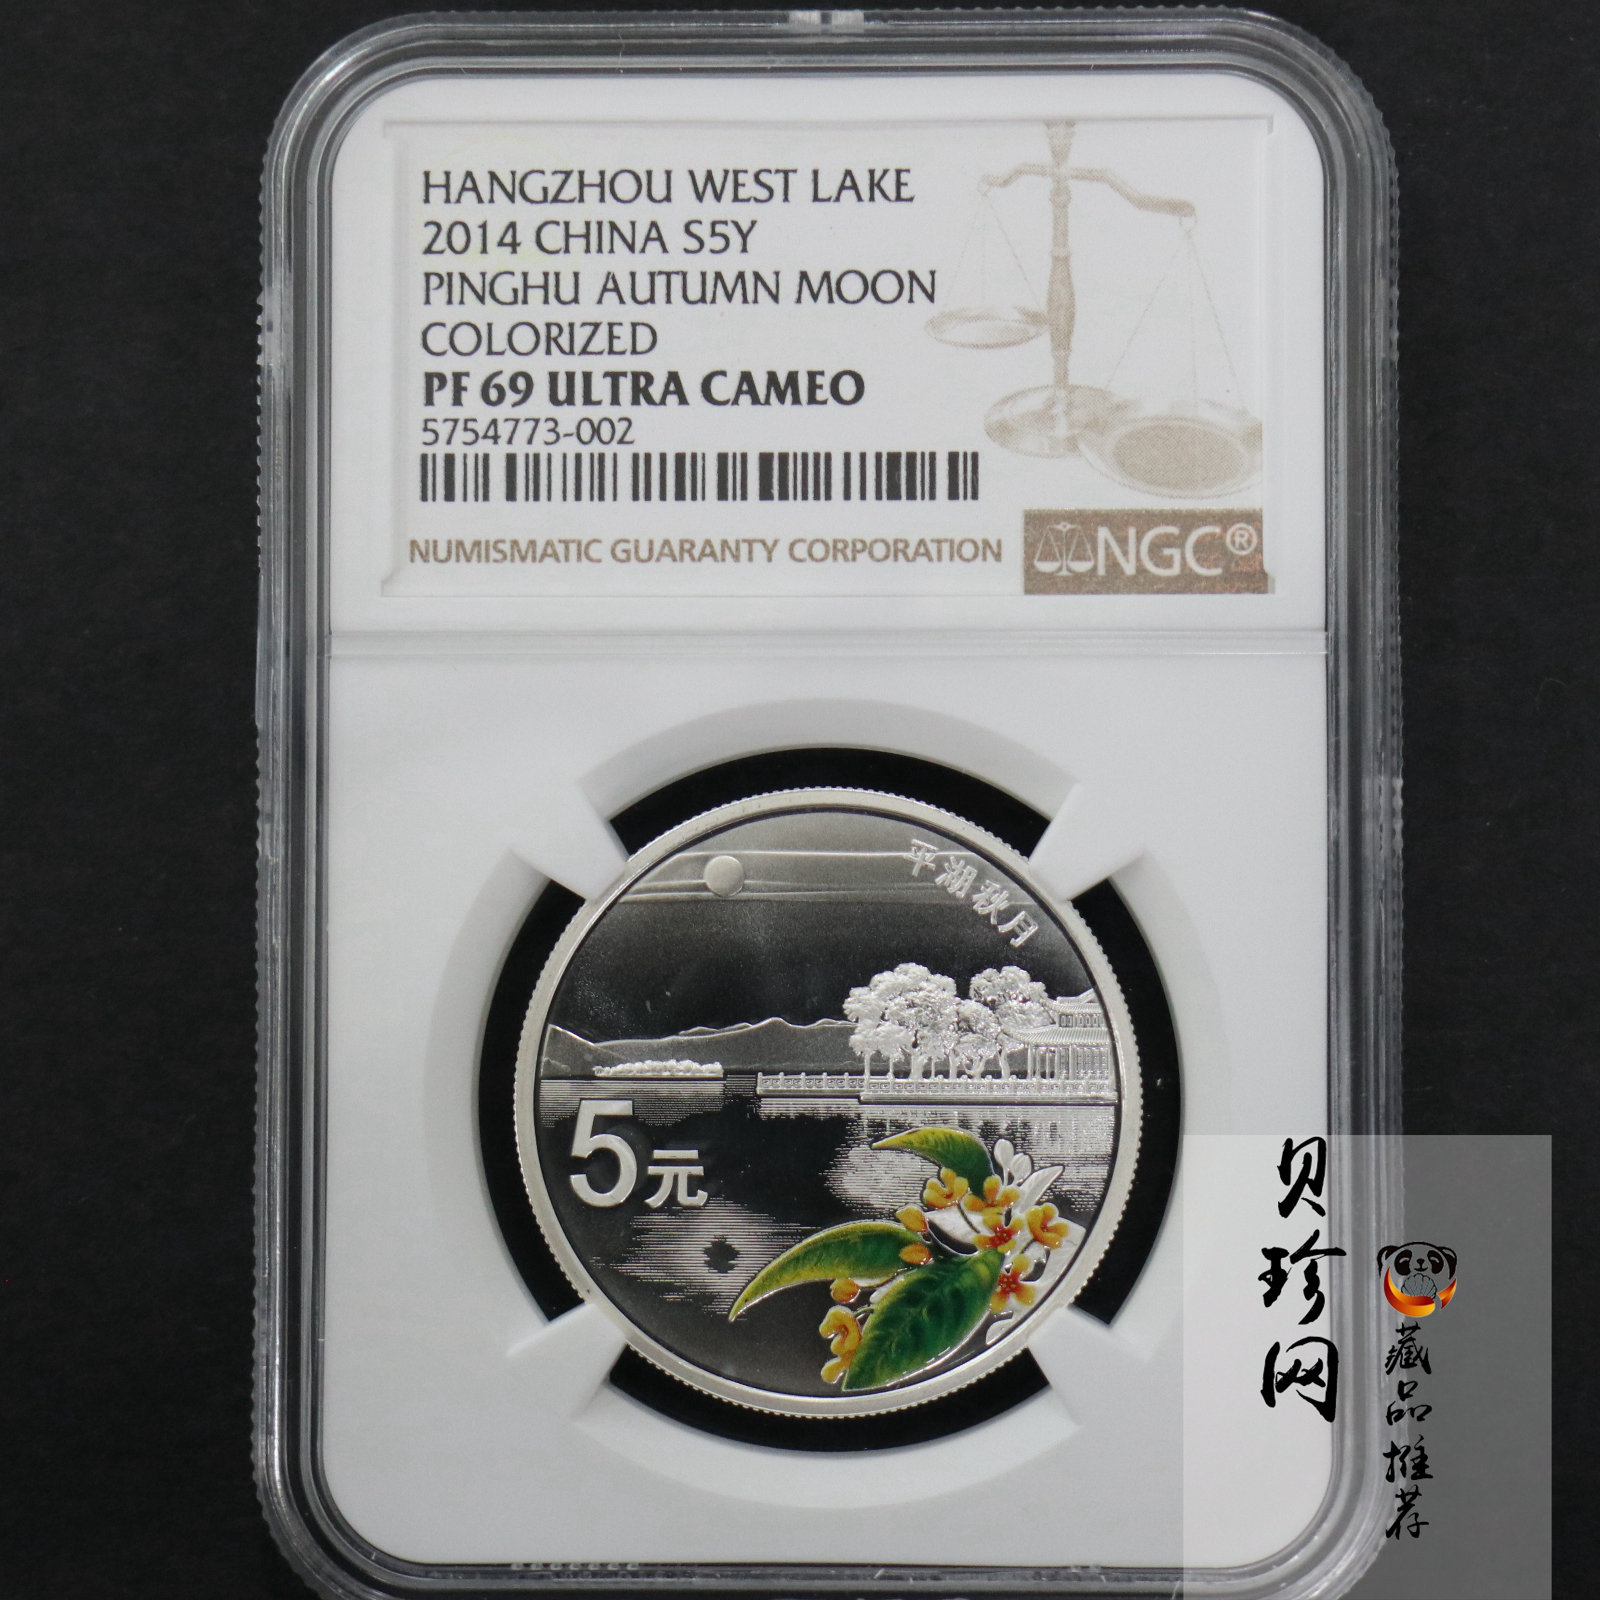 HANGZHOU WEST LAKE
2014 CHINA S5Y
PINGHU AUTUMN MOON
COLORIZED
PF 69 ULTRA CAMEO
5754773-002
NUMISMATIC GUARANTY CORPORATION
NGC®
平湖秋月
5元
贝珍网
藏品推荐